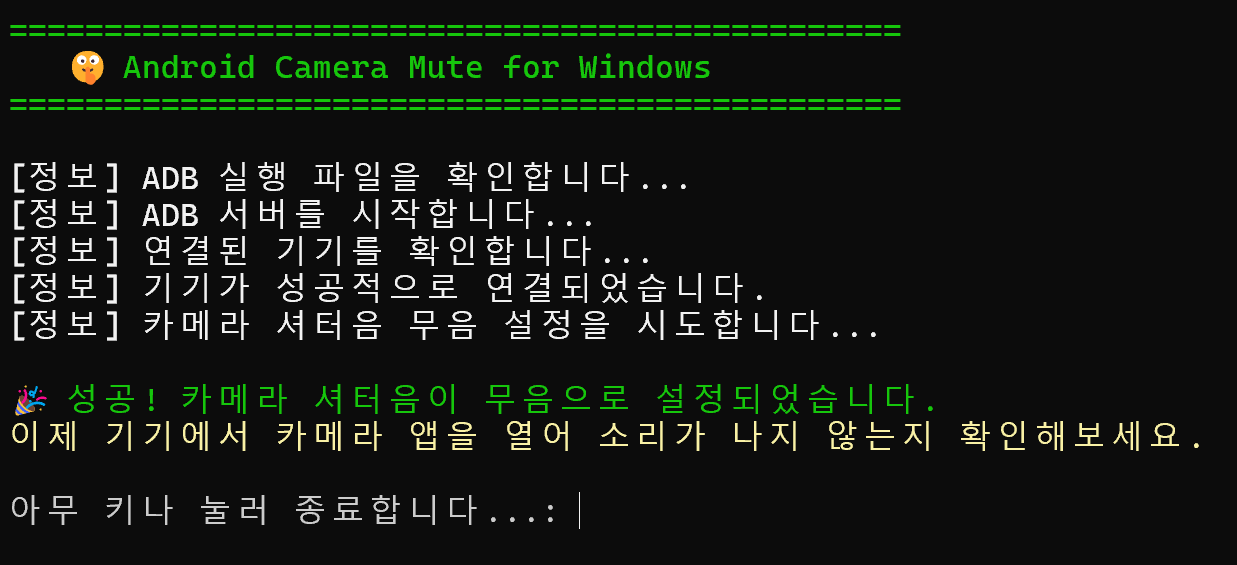 ===============================================
🤪 Android Camera Mute for Windows
===============================================
[정보] ADB 실행 파일을 확인합니다...
[정보] ADB 서버를 시작합니다...
[정보] 연결된 기기를 확인합니다...
[정보] 기기가 성공적으로 연결되었습니다.
[정보] 카메라 셔터음 무음 설정을 시도합니다...
🎉 성공! 카메라 셔터음이 무음으로 설정되었습니다.
이제 기기에서 카메라 앱을 열어 소리가 나지 않는지 확인해보세요.
아무 키나 눌러 종료합니다...: